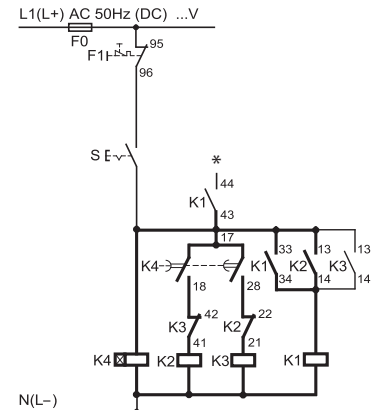 L1(L+) AC 50Hz (DC) ...V
F0
F1 95
96
S
*
44
K1
43
17
33 13 13
K4 K1 K2 K3
34 14 14
18 28
42 22
K3 K2
41 21
K4 K2 K3 K1
N(L–)